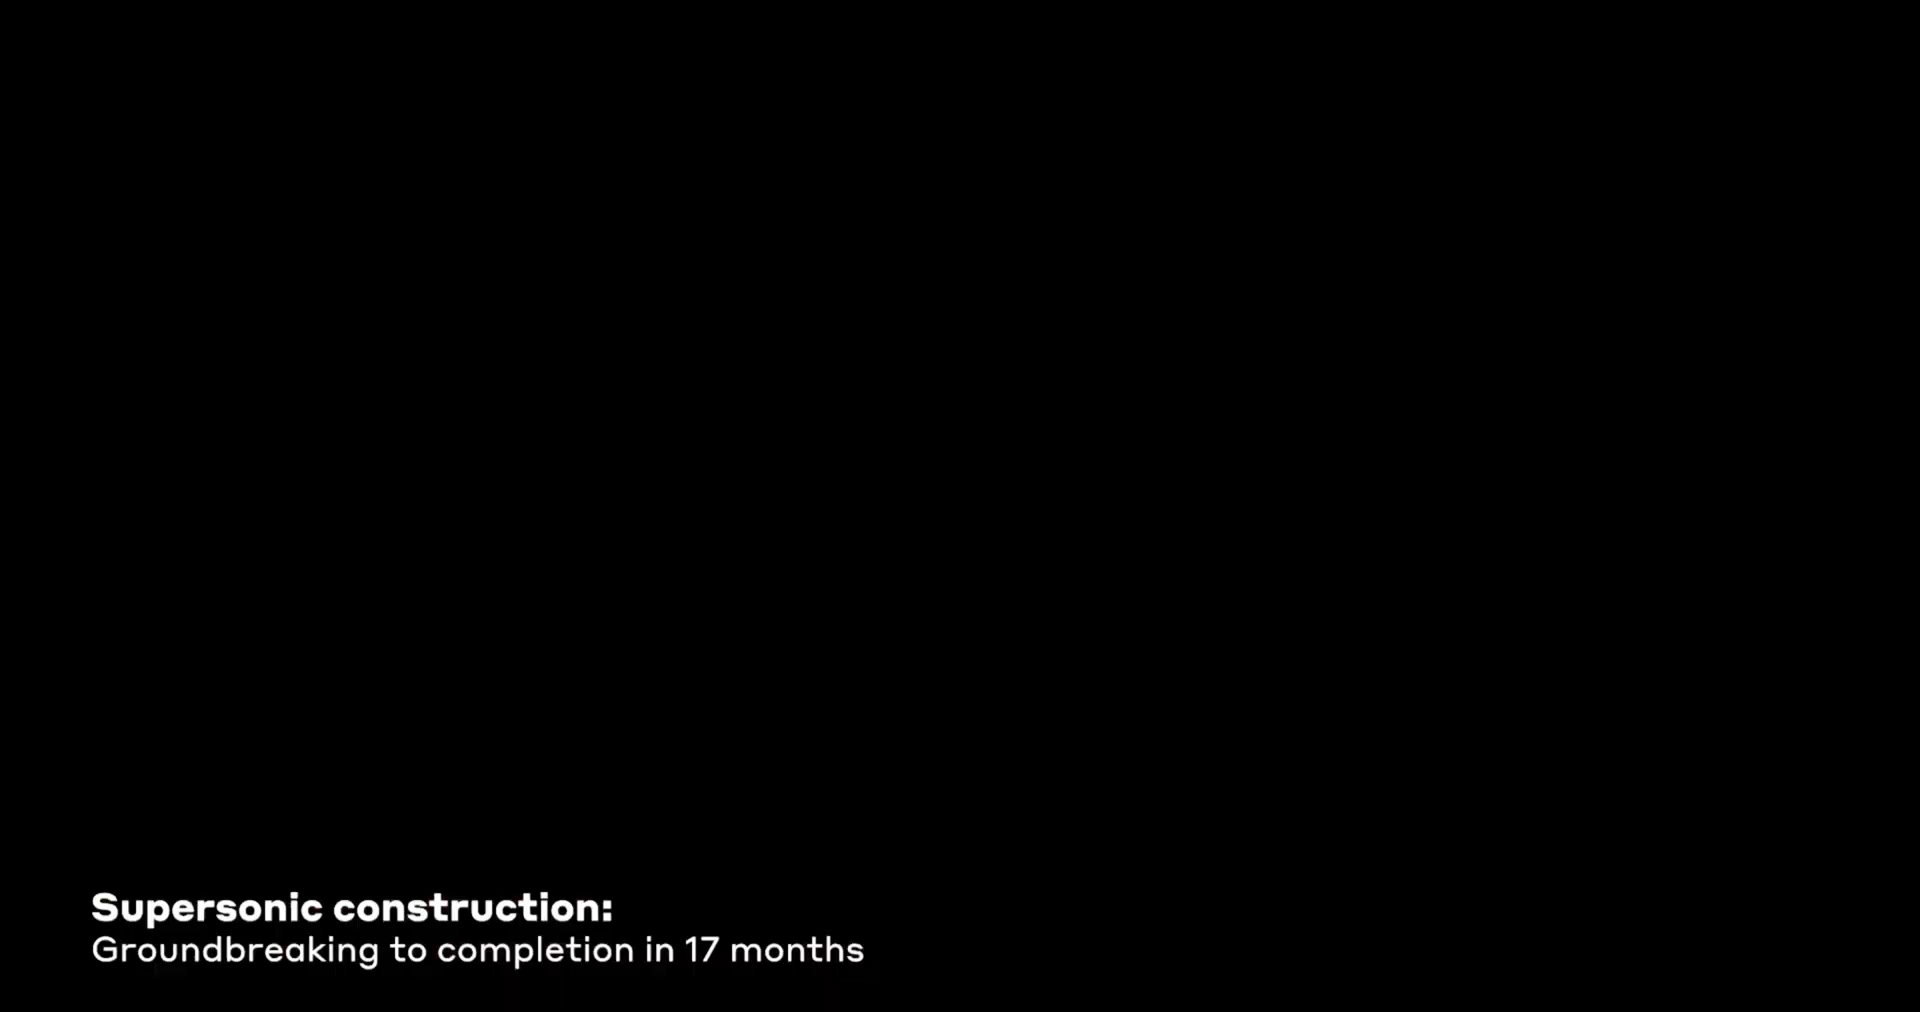 Supersonic construction:
Groundbreaking to completion in 17 months